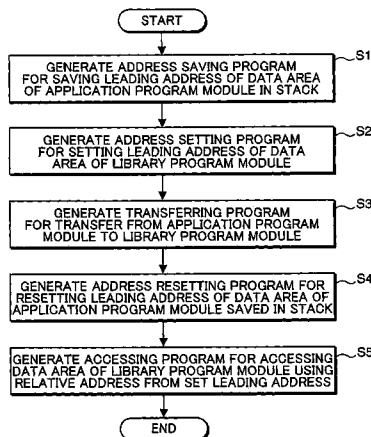 START
S1
GENERATE ADDRESS SAVING PROGRAM
FOR SAVING LEADING ADDRESS OF DATA AREA
OF APPLICATION PROGRAM MODULE IN STACK
S2
GENERATE ADDRESS SETTING PROGRAM
FOR SETTING LEADING ADDRESS OF DATA
AREA OF LIBRARY PROGRAM MODULE
S3
GENERATE TRANSFERRING PROGRAM
FOR TRANSFER FROM APPLICATION PROGRAM
MODULE TO LIBRARY PROGRAM MODULE
S4
GENERATE ADDRESS RESETTING PROGRAM FOR
RESETTING LEADING ADDRESS OF DATA AREA OF
APPLICATION PROGRAM MODULE SAVED IN STACK
S5
GENERATE ACCESSING PROGRAM FOR ACCESSING
DATA AREA OF LIBRARY PROGRAM MODULE USING
RELATIVE ADDRESS FROM SET LEADING ADDRESS
END